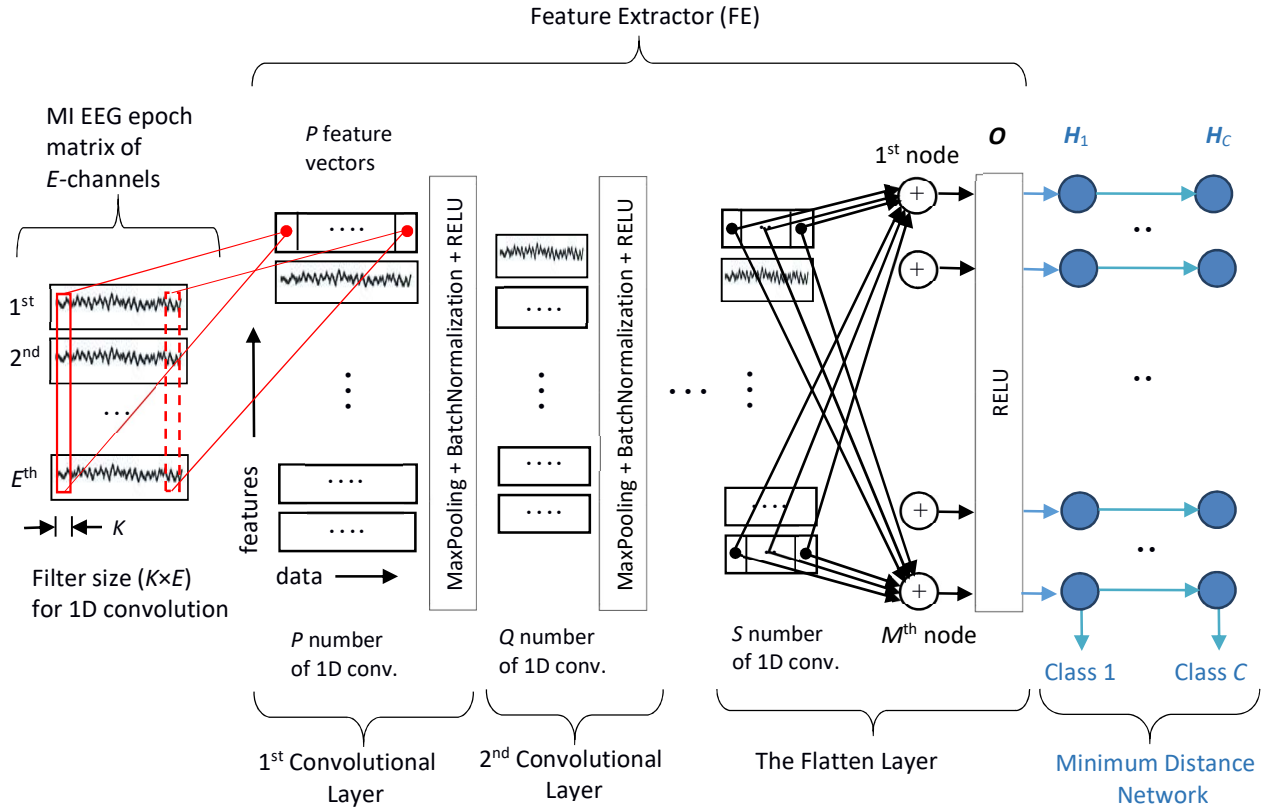 Feature Extractor (FE)
MI EEG epoch
matrix of
E-channels
1st
2nd
...
Eth
K
Filter size (K×E)
for 1D convolution
P feature
vectors
....
features
....
....
data
P number
of 1D conv.
1st Convolutional
Layer
MaxPooling + BatchNormalization + RELU
....
....
....
Q number
of 1D conv.
2nd Convolutional
Layer
MaxPooling + BatchNormalization + RELU
...
....
S number
of 1D conv.
1st node
+
+
+
+
Mth node
The Flatten Layer
O
RELU
H1
HC
..
..
..
Class 1
Class C
Minimum Distance
Network